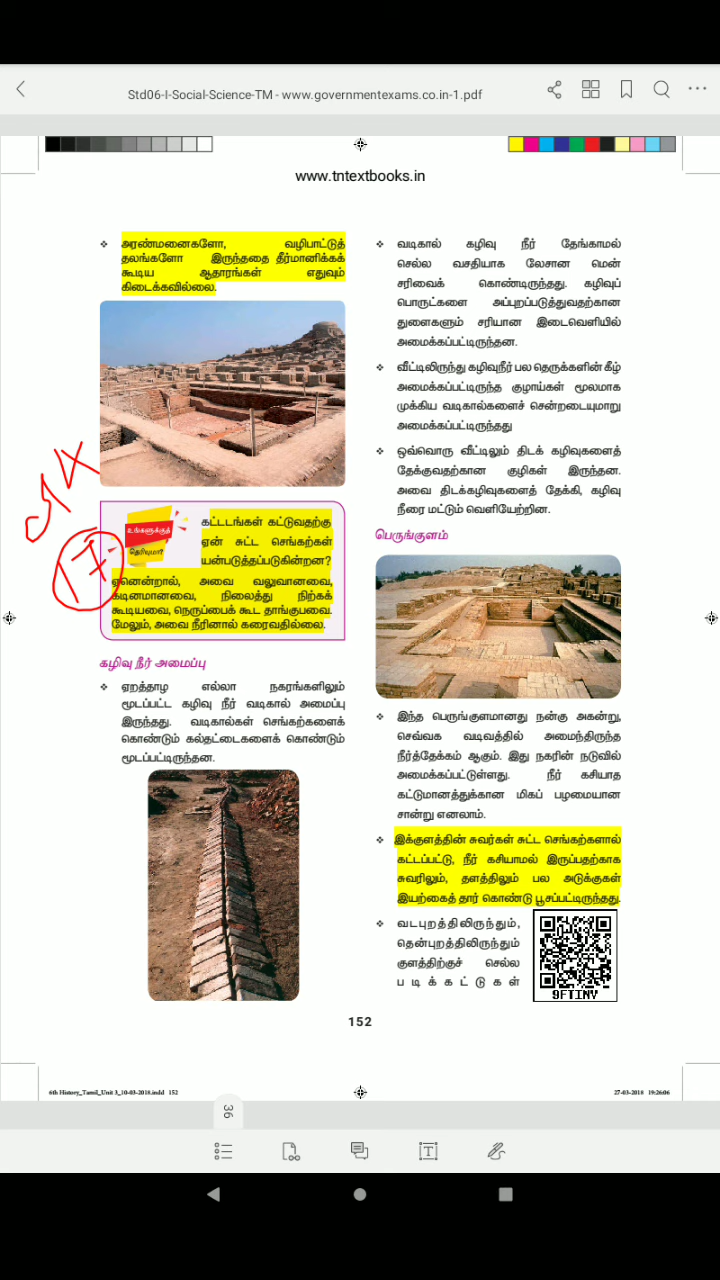 Std06-I-Social-Science-TM - www.governmentexams.co.in-1.pdf
www.tntextbooks.in
❖ அரண்மனைகளோ, வழிபாட்டுத்
தலங்களோ இருந்ததை தீர்மானிக்கக்
கூடிய ஆதாரங்கள் எதுவும்
கிடைக்கவில்லை.
17
உங்களுக்குத்
தெரியுமா?
கட்டடங்கள் கட்டுவதற்கு
ஏன் சுட்ட செங்கற்கள்
யன்படுத்தப்படுகின்றன?
ஏனென்றால், அவை வலுவானவை,
கடினமானவை, நிலைத்து நிற்கக்
கூடியவை, நெருப்பைக் கூட தாங்குபவை.
மேலும், அவை நீரினால் கரைவதில்லை.
கழிவு நீர் அமைப்பு
❖ ஏறத்தாழ எல்லா நகரங்களிலும்
மூடப்பட்ட கழிவு நீர் வடிகால் அமைப்பு
இருந்தது. வடிகால்கள் செங்கற்களைக்
கொண்டும் கல்தட்டைகளைக் கொண்டும்
மூடப்பட்டிருந்தன.
❖ வடிகால் கழிவு நீர் தேங்காமல்
செல்ல வசதியாக லேசான மென்
சரிவைக் கொண்டிருந்தது. கழிவுப்
பொருட்களை அப்புறப்படுத்துவதற்கான
துளைகளும் சரியான இடைவெளியில்
அமைக்கப்பட்டிருந்தன.
❖ வீட்டிலிருந்து கழிவுநீர் பல தெருக்களின் கீழ்
அமைக்கப்பட்டிருந்த குழாய்கள் மூலமாக
முக்கிய வடிகால்களைச் சென்றடையுமாறு
அமைக்கப்பட்டிருந்தது
❖ ஒவ்வொரு வீட்டிலும் திடக் கழிவுகளைத்
தேக்குவதற்கான குழிகள் இருந்தன.
அவை திடக்கழிவுகளைத் தேக்கி, கழிவு
நீரை மட்டும் வெளியேற்றின.
பெருங்குளம்
❖ இந்த பெருங்குளமானது நன்கு அகன்று,
செவ்வக வடிவத்தில் அமைந்திருந்த
நீர்த்தேக்கம் ஆகும். இது நகரின் நடுவில்
அமைக்கப்பட்டுள்ளது. நீர் கசியாத
கட்டுமானத்துக்கான மிகப் பழமையான
சான்று எனலாம்.
❖ இக்குளத்தின் சுவர்கள் சுட்ட செங்கற்களால்
கட்டப்பட்டு, நீர் கசியாமல் இருப்பதற்காக
சுவரிலும், தளத்திலும் பல அடுக்குகள்
இயற்கைத் தார் கொண்டு பூசப்பட்டிருந்தது.
❖ வடபுறத்திலிருந்தும்,
தென்புறத்திலிருந்தும்
குளத்திற்குச் செல்ல
படிக்கட்டுகள்
9FTINY
152
6th History_Tamil_Unit 3_10-03-2018.indd 152
27-03-2018 19:26:06
36